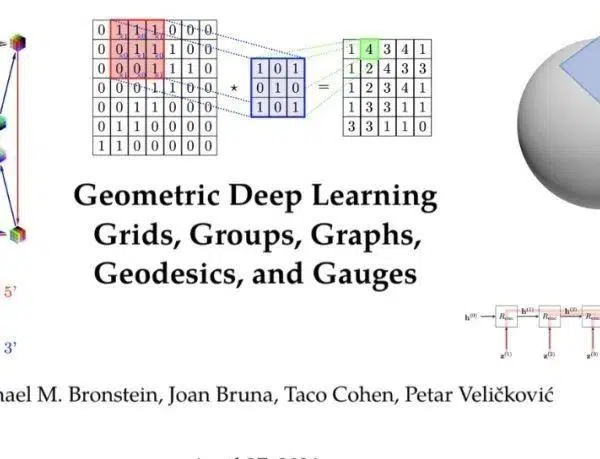 0 1 1 1 0 0 0
0 0 1 1 1 0 0
0 0 0 1 1 1 0
0 0 0 1 1 0 0
0 0 1 1 0 0 0
0 1 1 0 0 0 0
1 1 0 0 0 0 0
*
1 0 1
0 1 0
1 0 1
=
1 4 3 4 1
1 2 4 3 3
1 2 3 4 1
1 3 3 1 1
3 3 1 1 0
Geometric Deep Learning
Grids, Groups, Graphs,
Geodesics, and Gauges
5'
3'
h(0)
h(1)
h(2)
z(1)
z(2)
z(3)
hael M. Bronstein, Joan Bruna, Taco Cohen, Petar Veličković